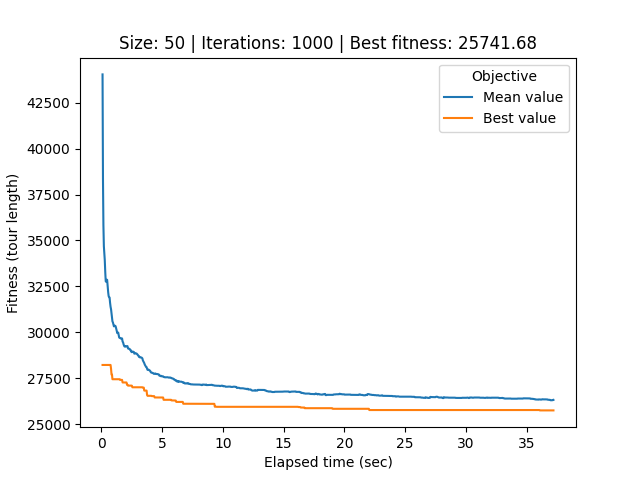 Size: 50 | Iterations: 1000 | Best fitness: 25741.68
Objective
Mean value
Best value
Fitness (tour length)
42500
40000
37500
35000
32500
30000
27500
25000
0 5 10 15 20 25 30 35
Elapsed time (sec)